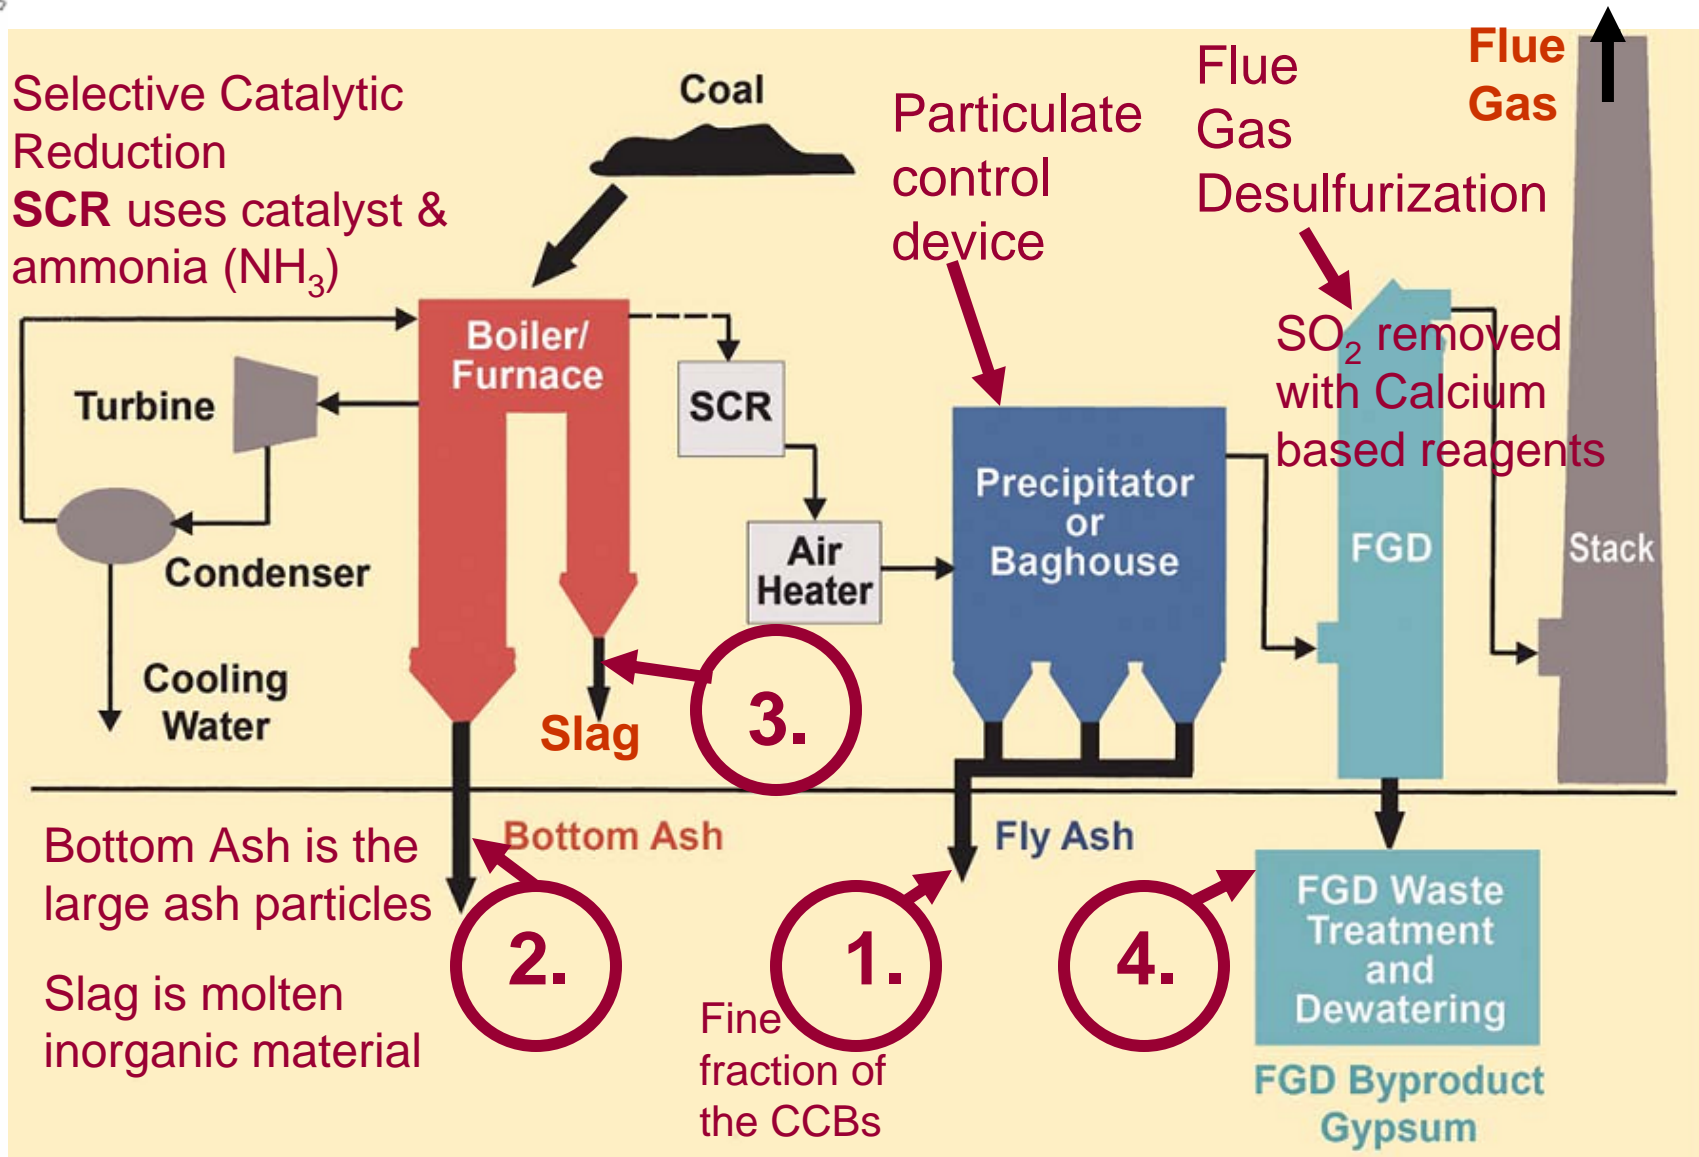 Selective Catalytic
Reduction
SCR uses catalyst &
ammonia (NH₃)
Coal
Particulate
control
device
Flue
Gas
Desulfurization
Flue
Gas
Boiler/
Furnace
Turbine
SCR
SO₂ removed
with Calcium
based reagents
Precipitator
or
Baghouse
Air
Heater
FGD
Stack
Condenser
Cooling
Water
Slag
3.
Bottom Ash
Fly Ash
Bottom Ash is the
large ash particles
Slag is molten
inorganic material
2.
1.
4.
Fine
fraction of
the CCBs
FGD Waste
Treatment
and
Dewatering
FGD Byproduct
Gypsum